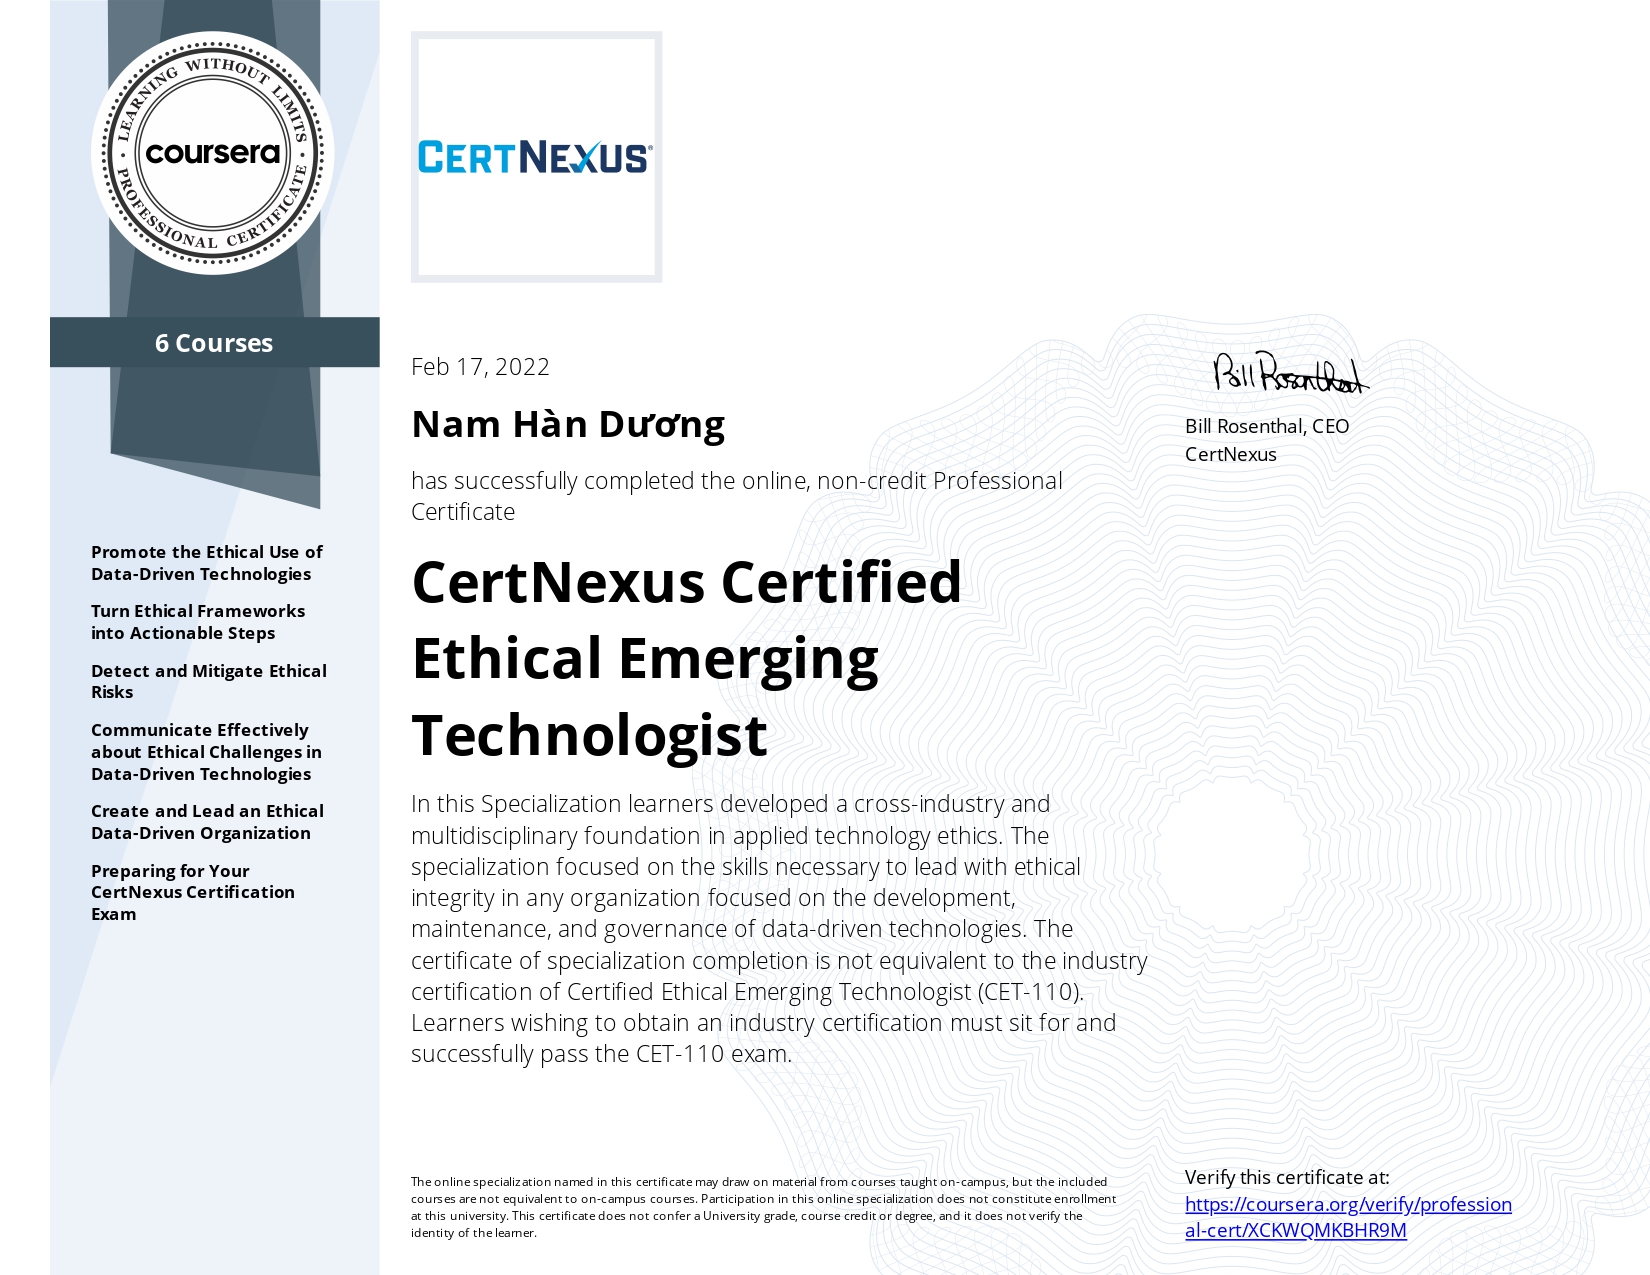 LEARNING WITHOUT LIMITS
coursera
PROFESSIONAL CERTIFICATE
6 Courses
Promote the Ethical Use of
Data-Driven Technologies
Turn Ethical Frameworks
into Actionable Steps
Detect and Mitigate Ethical
Risks
Communicate Effectively
about Ethical Challenges in
Data-Driven Technologies
Create and Lead an Ethical
Data-Driven Organization
Preparing for Your
CertNexus Certification
Exam
CERTNEXUS®
Feb 17, 2022
Nam Hàn Dương
has successfully completed the online, non-credit Professional
Certificate
CertNexus Certified
Ethical Emerging
Technologist
In this Specialization learners developed a cross-industry and
multidisciplinary foundation in applied technology ethics. The
specialization focused on the skills necessary to lead with ethical
integrity in any organization focused on the development,
maintenance, and governance of data-driven technologies. The
certificate of specialization completion is not equivalent to the industry
certification of Certified Ethical Emerging Technologist (CET-110).
Learners wishing to obtain an industry certification must sit for and
successfully pass the CET-110 exam.
Bill Rosenthal
Bill Rosenthal, CEO
CertNexus
The online specialization named in this certificate may draw on material from courses taught on-campus, but the included
courses are not equivalent to on-campus courses. Participation in this online specialization does not constitute enrollment
at this university. This certificate does not confer a University grade, course credit or degree, and it does not verify the
identity of the learner.
Verify this certificate at:
https://coursera.org/verify/profession
al-cert/XCKWQMKBHR9M